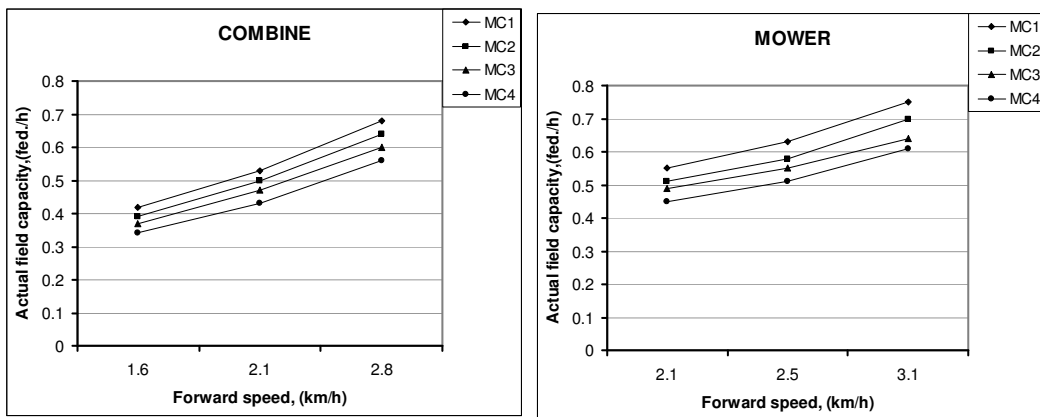 COMBINE
MC1
MC2
MC3
MC4
Actual field capacity,(fed./h)
0.8
0.7
0.6
0.5
0.4
0.3
0.2
0.1
0
1.6 2.1 2.8
Forward speed, (km/h)
MOWER
MC1
MC2
MC3
MC4
Actual field capacity,(fed./h)
0.8
0.7
0.6
0.5
0.4
0.3
0.2
0.1
0
2.1 2.5 3.1
Forward speed, (km/h)